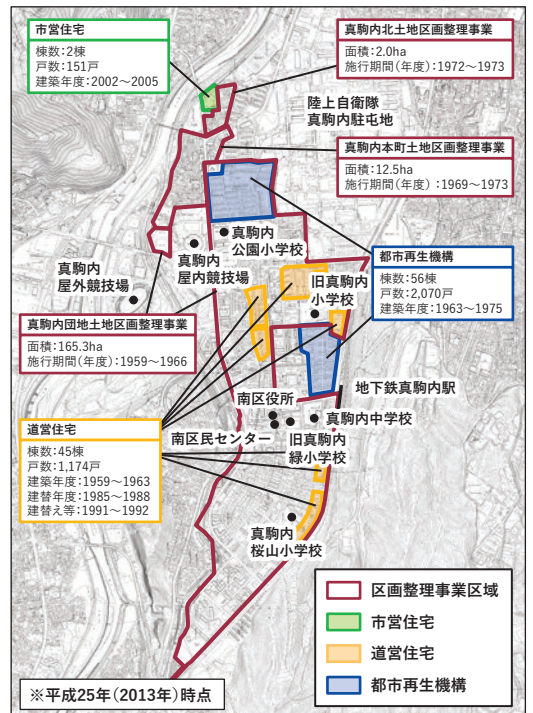 市営住宅
棟数:2棟
戸数:151戸
建築年度:2002~2005
真駒内北土地区画整理事業
面積:2.0ha
施行期間(年度):1972~1973
陸上自衛隊
真駒内駐屯地
真駒内本町土地区画整理事業
面積:12.5ha
施行期間(年度):1969~1973
真駒内
公園小学校
真駒内
屋内競技場
真駒内
屋外競技場
都市再生機構
棟数:56棟
戸数:2,070戸
建築年度:1963~1975
旧真駒内
小学校
真駒内団地土地区画整理事業
面積:165.3ha
施行期間(年度):1959~1966
地下鉄真駒内駅
南区役所
真駒内中学校
南区民センター
旧真駒内
緑小学校
道営住宅
棟数:45棟
戸数:1,174戸
建築年度:1959~1963
建替年度:1985~1988
建替え等:1991~1992
真駒内
桜山小学校
区画整理事業区域
市営住宅
道営住宅
都市再生機構
※平成25年(2013年)時点